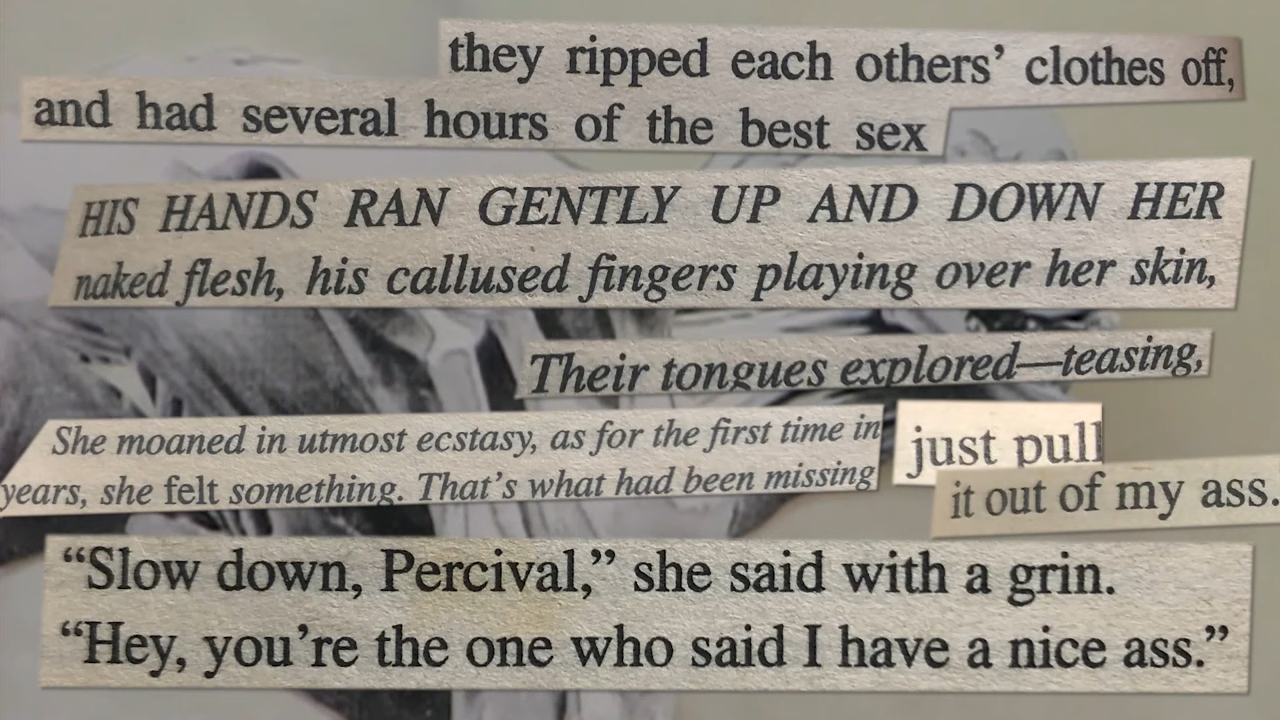 they ripped each others’ clothes off,
and had several hours of the best sex
HIS HANDS RAN GENTLY UP AND DOWN HER
naked flesh, his callused fingers playing over her skin,
Their tongues explored—teasing,
She moaned in utmost ecstasy, as for the first time in
years, she felt something. That’s what had been missing
just pull
it out of my ass.
“Slow down, Percival,” she said with a grin.
“Hey, you’re the one who said I have a nice ass.”